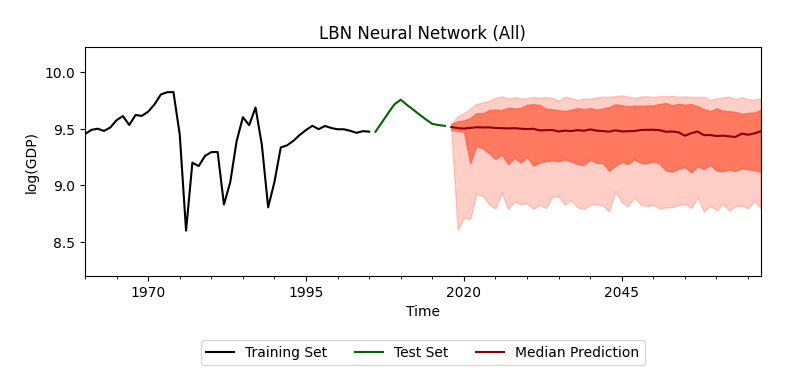 LBN Neural Network (All)
10.0
9.5
9.0
8.5
log(GDP)
1970 1995 2020 2045
Time
Training Set Test Set Median Prediction